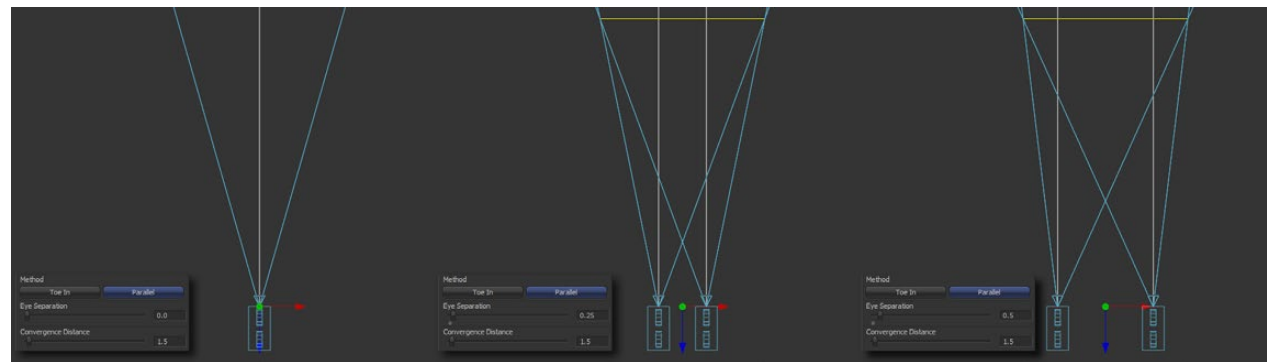 Method
Toe In Parallel
Eye Separation
0.0
Convergence Distance
1.5
Method
Toe In Parallel
Eye Separation
0.25
Convergence Distance
1.5
Method
Toe In Parallel
Eye Separation
0.5
Convergence Distance
1.5